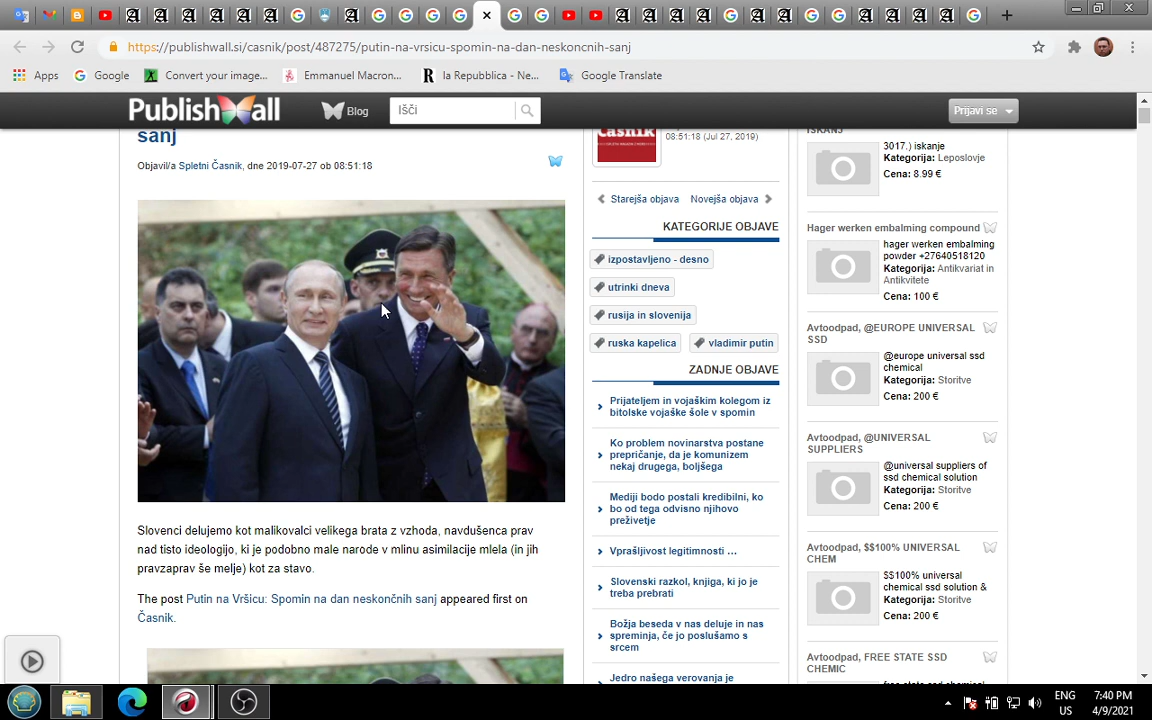 https://publishwall.si/casnik/post/487275/putin-na-vrsicu-spomin-na-dan-neskoncnih-sanj
Apps
Google
Convert your image...
Emmanuel Macron...
la Repubblica - Ne...
Google Translate
Publishwall
Blog
Išči
Prijavi se
sanj
Objavil/a Spletni Časnik, dne 2019-07-27 ob 08:51:18
Slovenci delujemo kot malikovalci velikega brata z vzhoda, navdušenca prav
nad tisto ideologijo, ki je podobno male narode v mlinu asimilacije mlela (in jih
pravzaprav še melje) kot za stavo.
The post Putin na Vršicu: Spomin na dan neskončnih sanj appeared first on
Časnik.
časnik
08:51:18 (Jul 27, 2019)
Starejša objava
Novejša objava
KATEGORIJE OBJAVE
izpostavljeno - desno
utrinki dneva
rusija in slovenija
ruska kapelica
vladimir putin
ZADNJE OBJAVE
Prijateljem in vojaškim kolegom iz
bitolske vojaške šole v spomin
Ko problem novinarstva postane
prepričanje, da je komunizem
nekaj drugega, boljšega
Mediji bodo postali kredibilni, ko
bo od tega odvisno njihovo
preživetje
Vprašljivost legitimnosti ...
Slovenski razkol, knjiga, ki jo je
treba prebrati
Božja beseda v nas deluje in nas
spreminja, če jo poslušamo s
srcem
Jedro našega verovanja je
ISKANJ
3017.) iskanje
Kategorija: Leposlovje
Cena: 8.99 €
Hager werken embalming compound
hager werken embalming
powder +27640518120
Kategorija: Antikvariat in
Antikvitete
Cena: 100 €
Avtoodpad, @EUROPE UNIVERSAL
SSD
@europe universal ssd
chemical
Kategorija: Storitve
Cena: 200 €
Avtoodpad, @UNIVERSAL
SUPPLIERS
@universal suppliers of
ssd chemical solution
Kategorija: Storitve
Cena: 200 €
Avtoodpad, $$100% UNIVERSAL
CHEM
$$100% universal
chemical solution &
Kategorija: Storitve
Cena: 200 €
Avtoodpad, FREE STATE SSD
CHEMIC
ENG
US
7:40 PM
4/9/2021